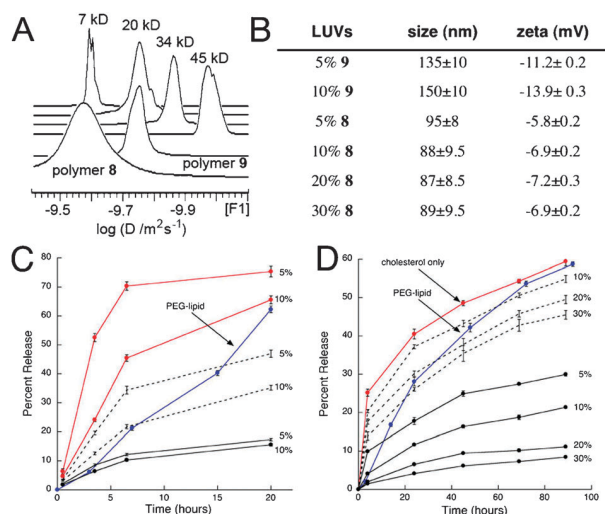 A
7 kD
20 kD
34 kD
45 kD
polymer 8
polymer 9
-9.5 -9.7 -9.9 [F1]
log (D /m²s⁻¹)
B
LUVs size (nm) zeta (mV)
5% 9 135±10 -11.2± 0.2
10% 9 150±10 -13.9± 0.3
5% 8 95±8 -5.8±0.2
10% 8 88±9.5 -6.9±0.2
20% 8 87±8.5 -7.2±0.3
30% 8 89±9.5 -6.9±0.2
C
Percent Release
80
70
60
50
40
30
20
10
0
0 5 10 15 20
Time (hours)
PEG-lipid
5%
10%
5%
10%
5%
10%
D
Percent Release
60
50
40
30
20
10
0
0 20 40 60 80 100
Time (hours)
cholesterol only
PEG-lipid
10%
20%
30%
5%
10%
20%
30%